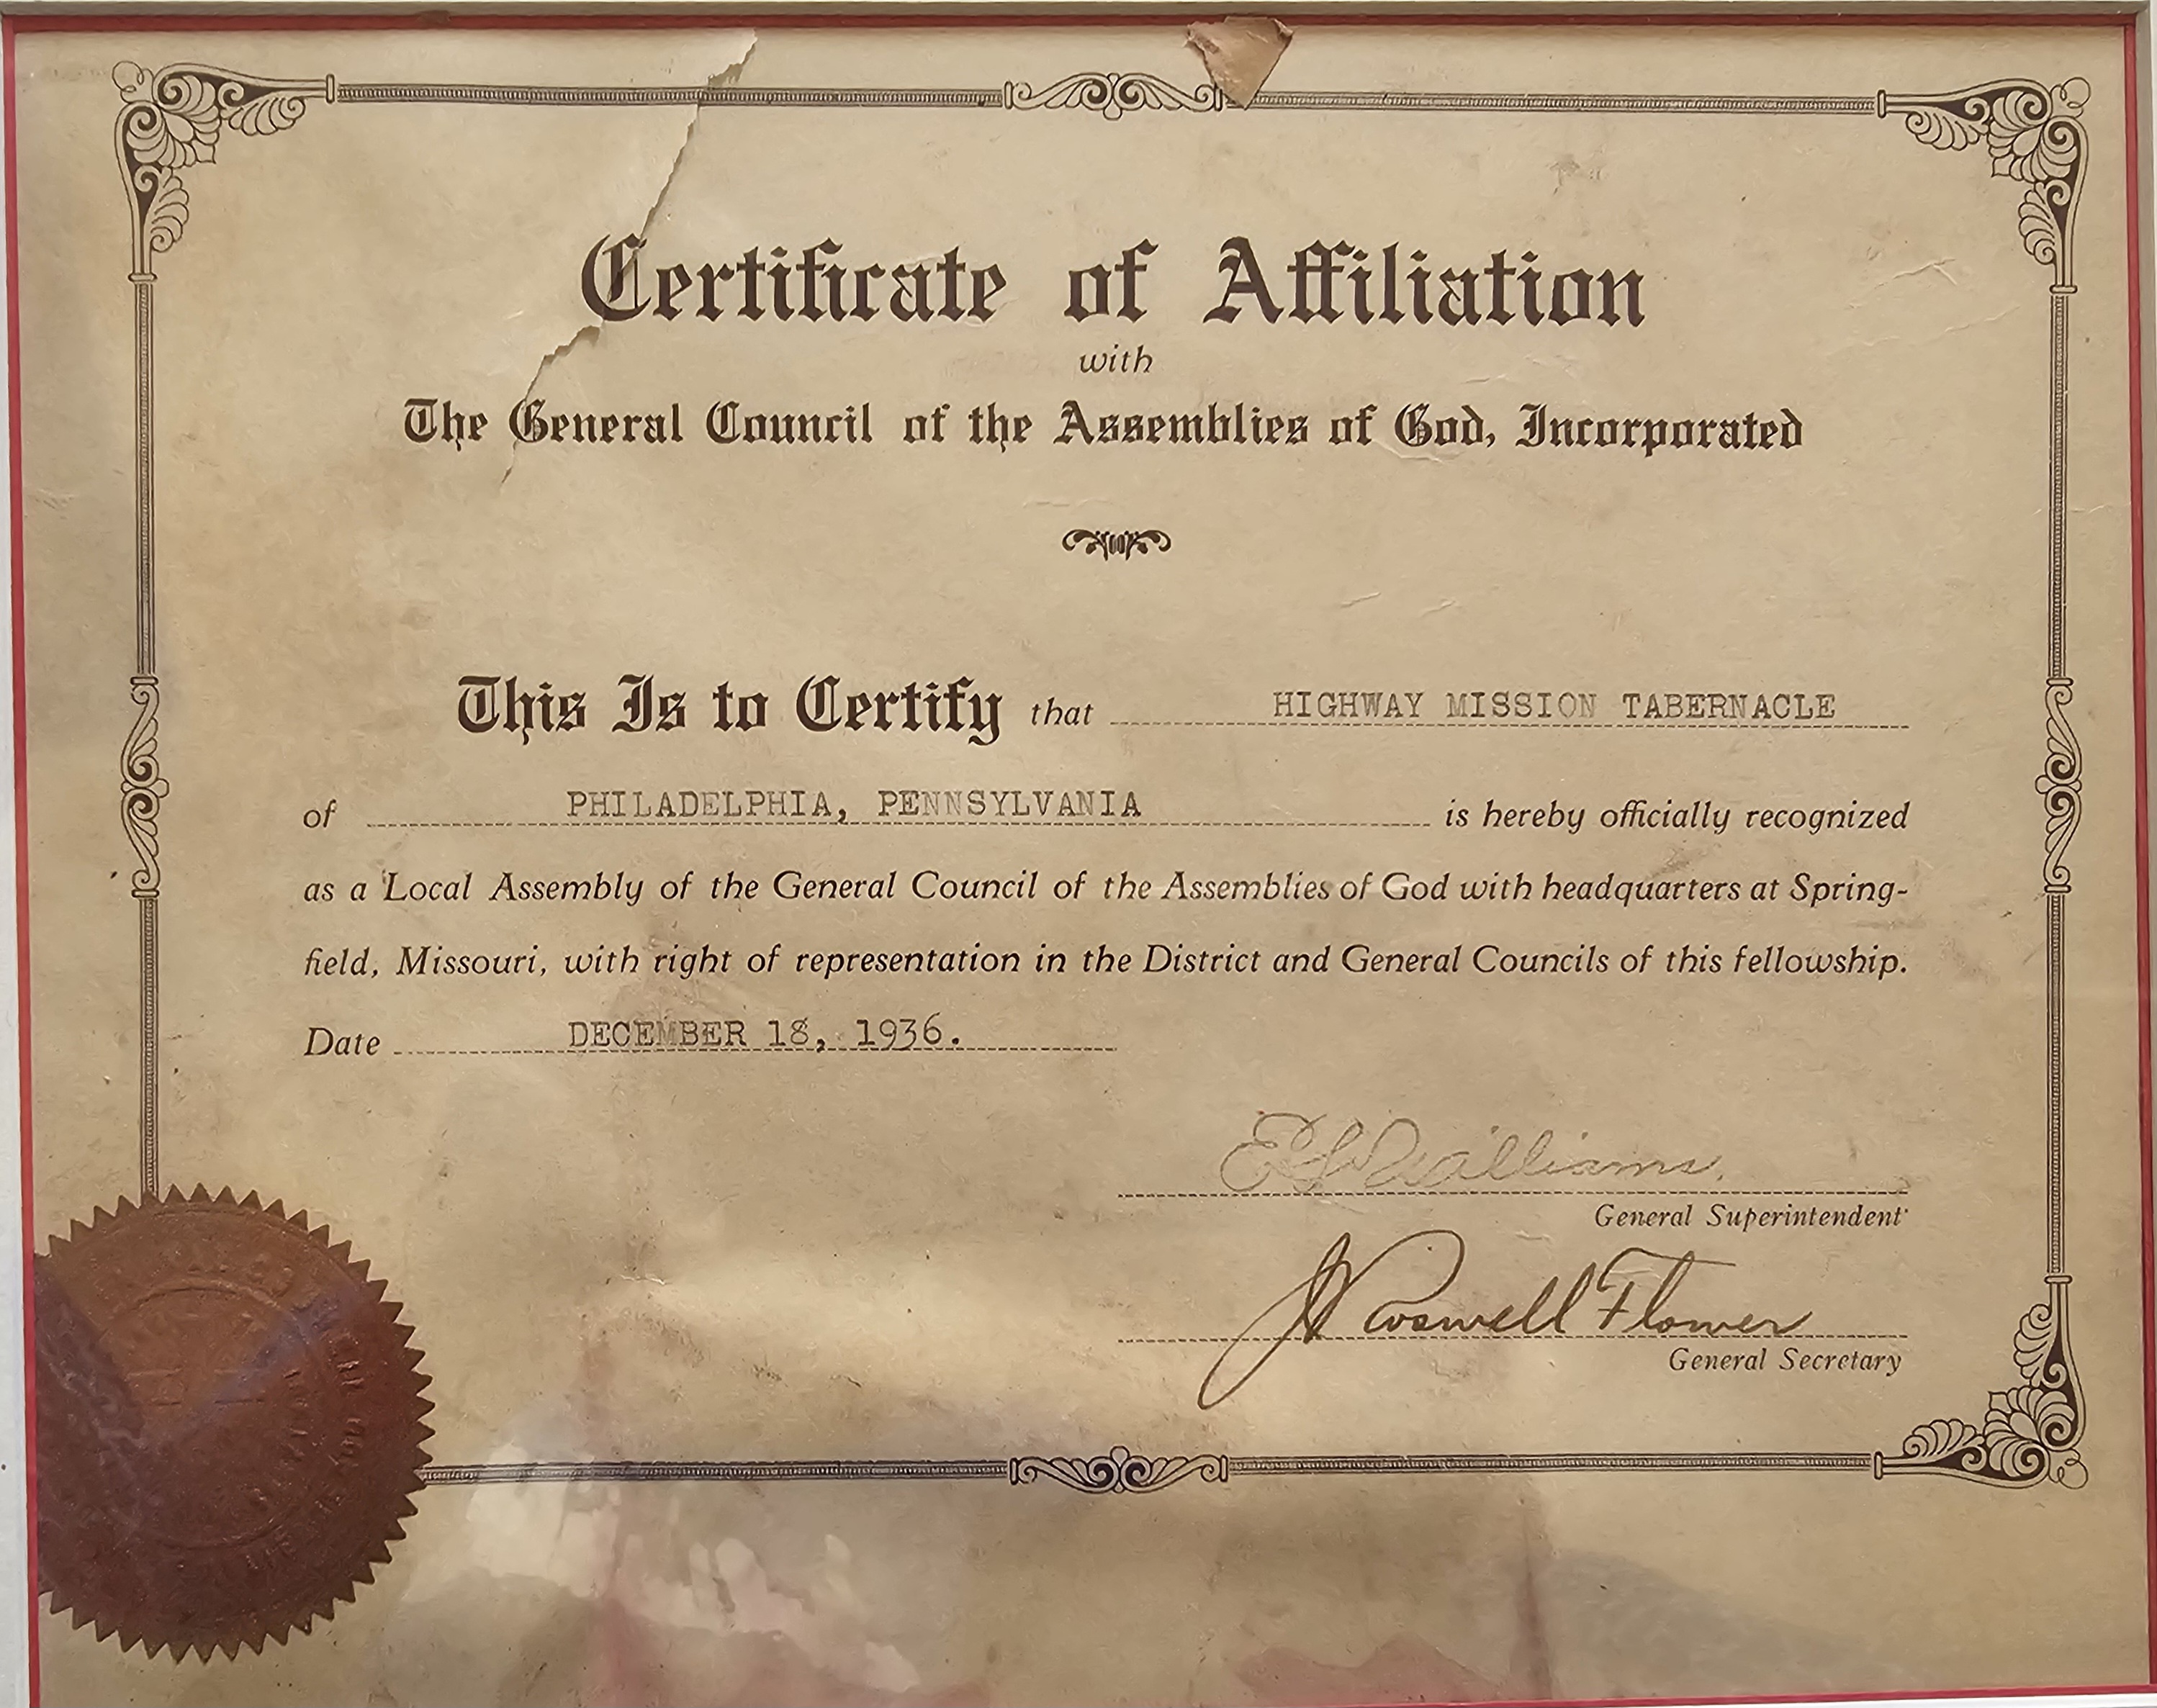 Certificate of Affiliation
with
The General Council of the Assemblies of God, Incorporated
This Is to Certify that HIGHWAY MISSION TABERNACLE
of PHILADELPHIA, PENNSYLVANIA is hereby officially recognized
as a Local Assembly of the General Council of the Assemblies of God with headquarters at Spring-
field, Missouri, with right of representation in the District and General Councils of this fellowship.
Date DECEMBER 18, 1936.
E S Williams.
General Superintendent
J Roswell Flower
General Secretary